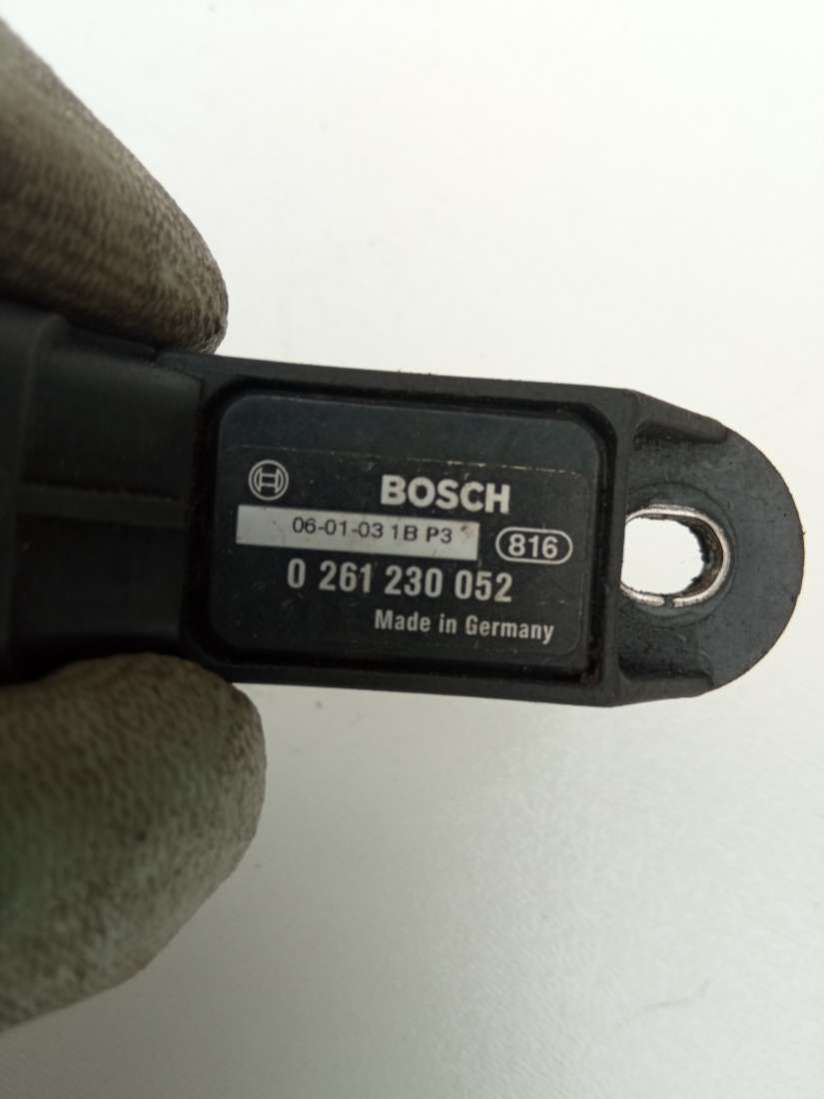 BOSCH
06-01-03 1B P3
816
0 261 230 052
Made in Germany